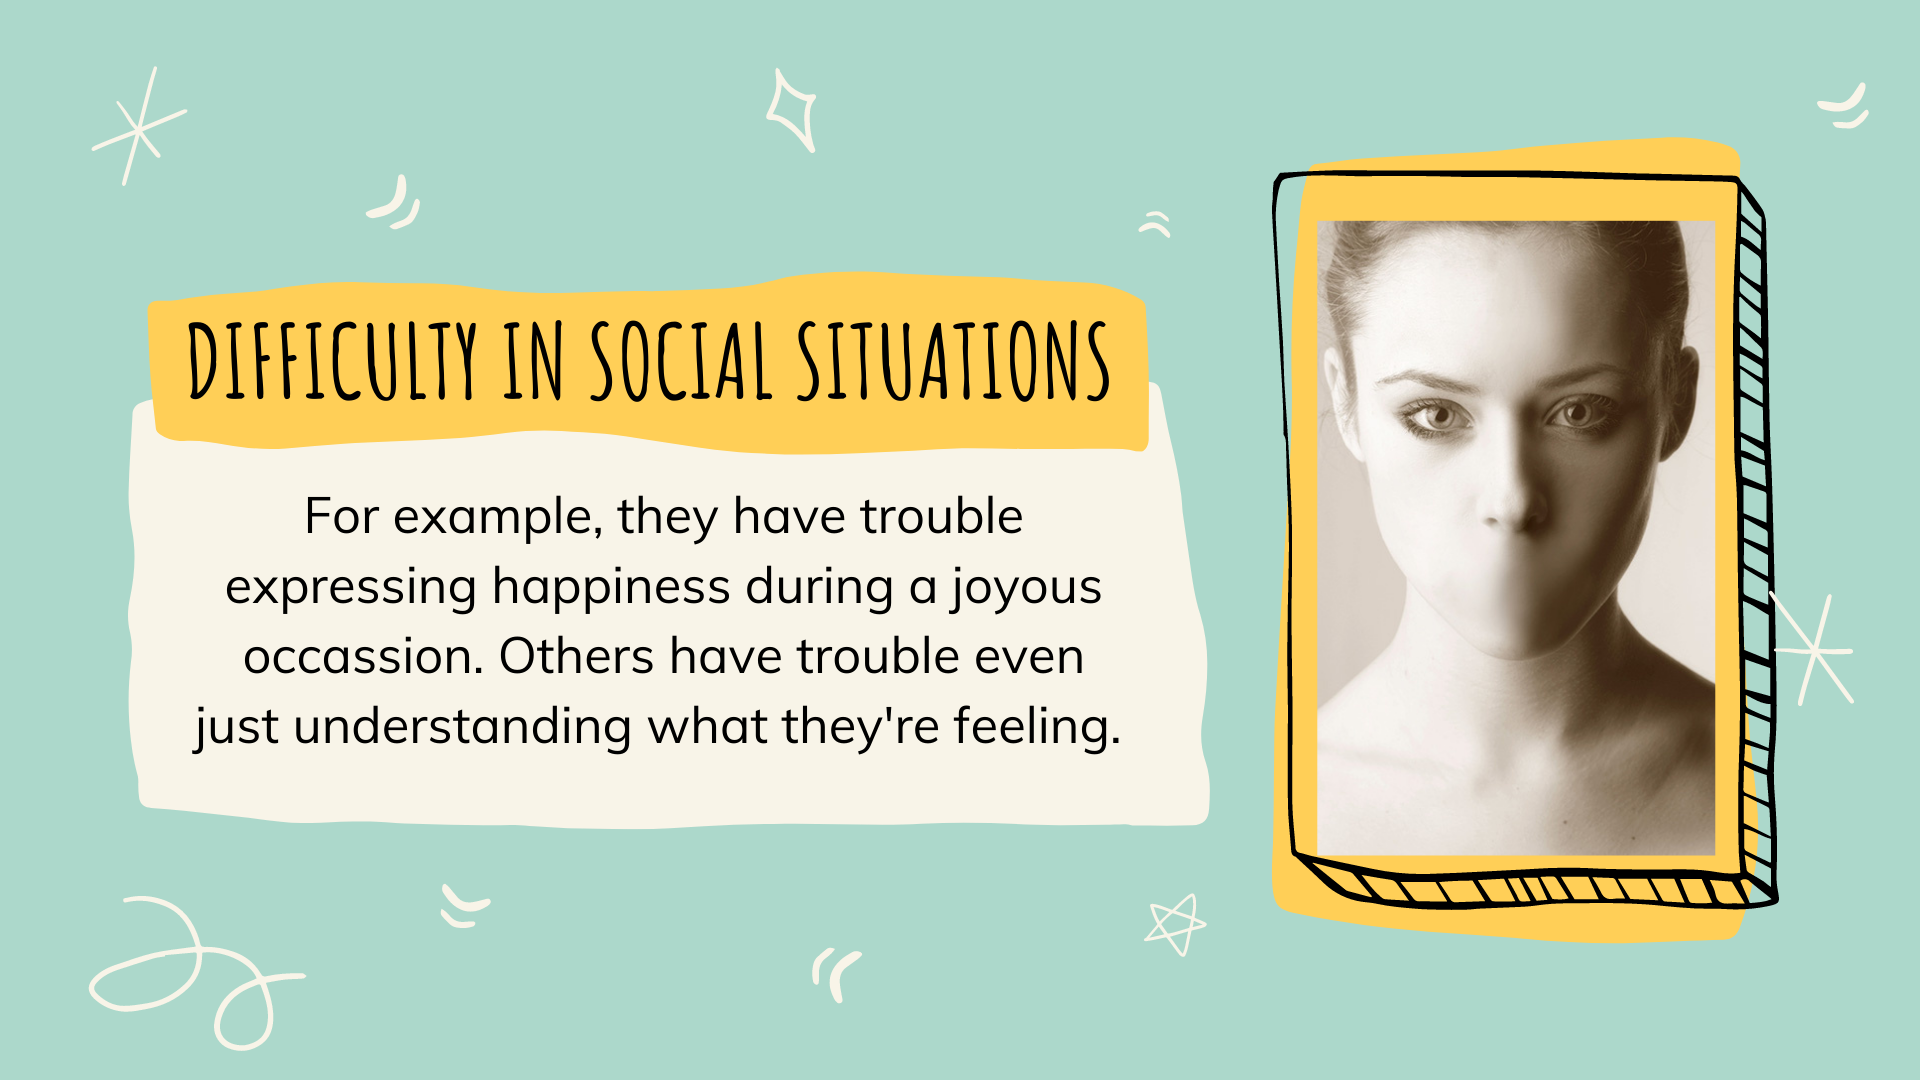 DIFFICULTY IN SOCIAL SITUATIONS
For example, they have trouble
expressing happiness during a joyous
occassion. Others have trouble even
just understanding what they're feeling.